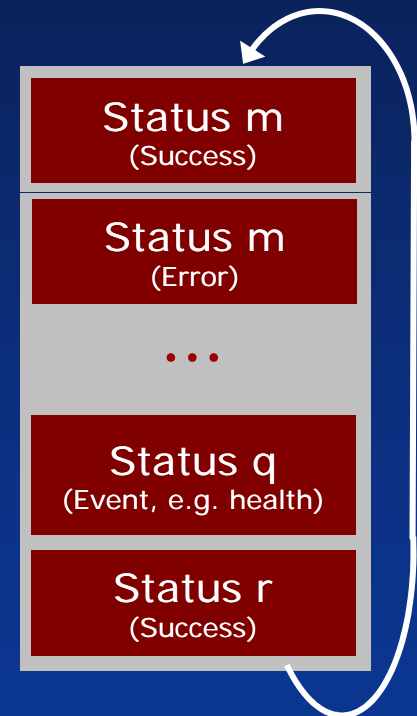 Status m
(Success)
Status m
(Error)
...
Status q
(Event, e.g. health)
Status r
(Success)